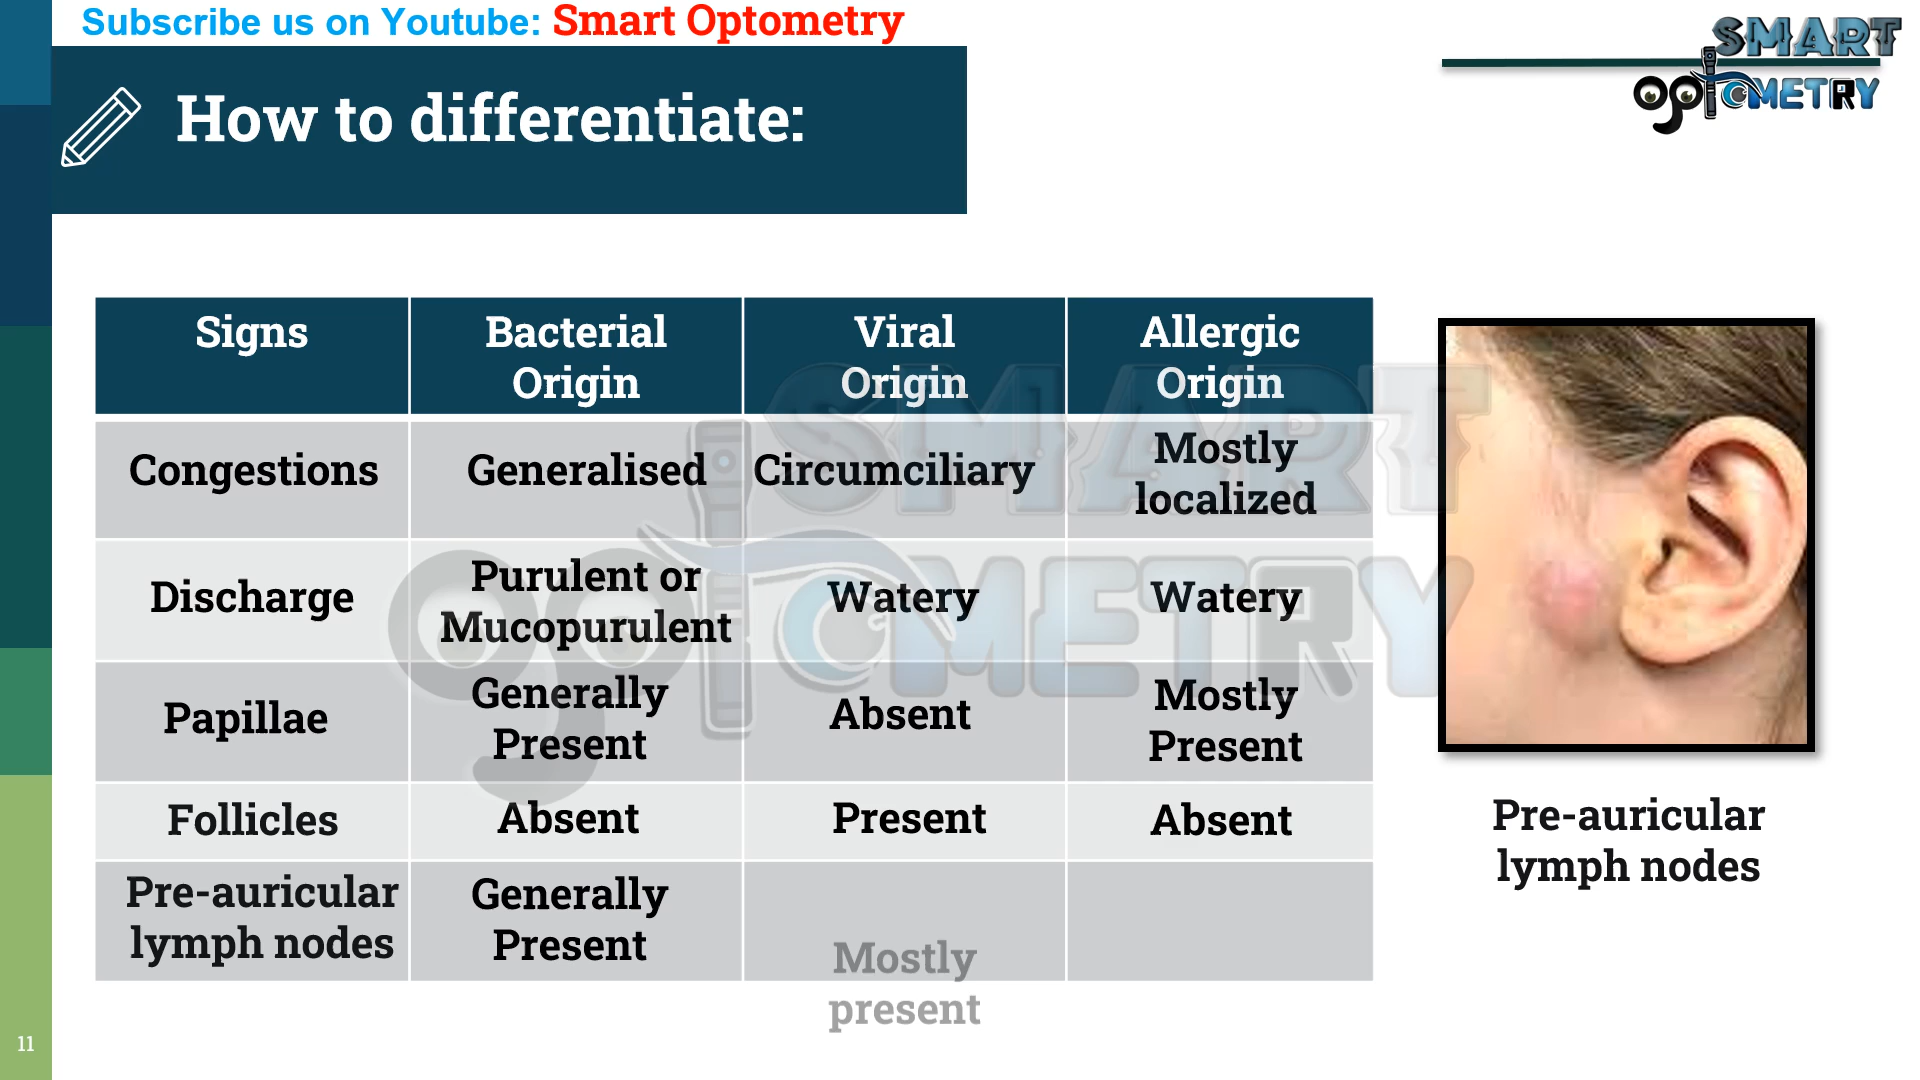 Subscribe us on Youtube: Smart Optometry
SMART
OptOMETRY
How to differentiate:
Signs
Bacterial
Origin
Viral
Origin
Allergic
Origin
Congestions
Generalised
Circumciliary
Mostly
localized
Discharge
Purulent or
Mucopurulent
Watery
Watery
Papillae
Generally
Present
Absent
Mostly
Present
Follicles
Absent
Present
Absent
Pre-auricular
lymph nodes
Generally
Present
Mostly
present
Pre-auricular
lymph nodes
SMART
OptOMETRY
11